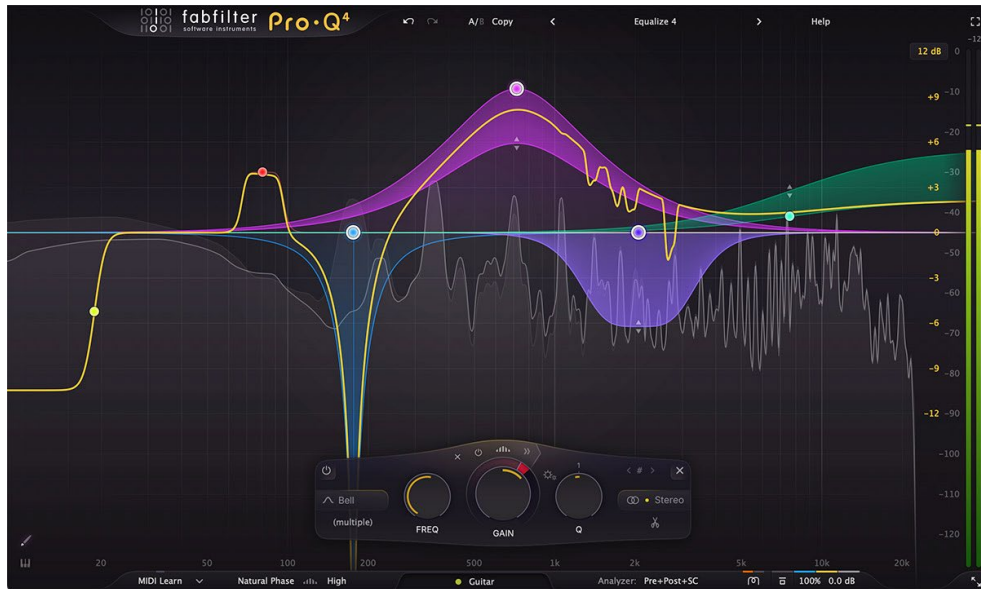 fabfilter
software instruments
Pro·Q4
A/B Copy
Equalize 4
Help
-12
12 dB 0
+9 -10
-20
+6
-30
+3
-40
0
-50
-3
-60
-6
-70
-9
-80
-12 -90
-100
-110
-120
1
< # >
Bell
Stereo
(multiple)
FREQ
GAIN
Q
20 50 100 200 500 1k 2k 5k 10k 20k
MIDI Learn Natural Phase High Guitar Analyzer: Pre+Post+SC 100% 0.0 dB